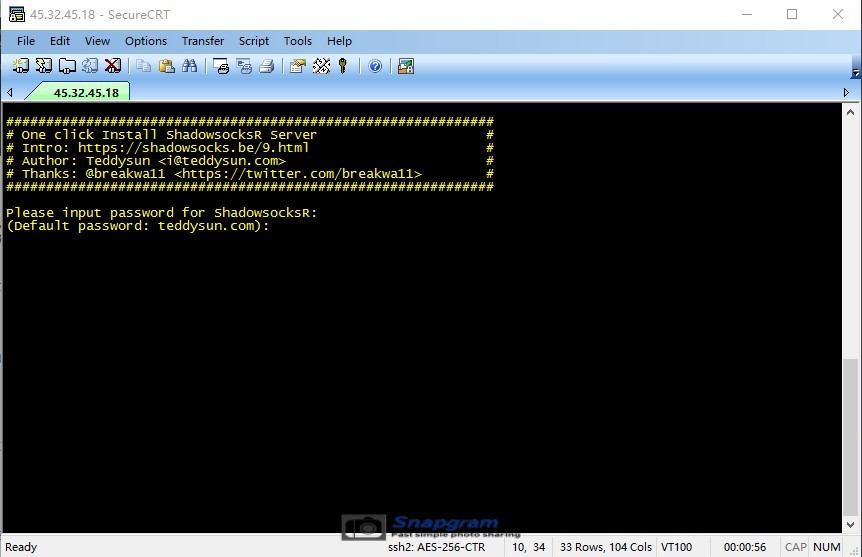 45.32.45.18 - SecureCRT
File Edit View Options Transfer Script Tools Help
45.32.45.18
#############################################################
# One click Install ShadowsocksR Server #
# Intro: https://shadowsocks.be/9.html #
# Author: Teddysun <i@teddysun.com> #
# Thanks: @breakwa11 <https://twitter.com/breakwa11> #
#############################################################
Please input password for ShadowsocksR:
(Default password: teddysun.com):
Snapgram
Fast simple photo sharing
Ready ssh2: AES-256-CTR 10, 34 33 Rows, 104 Cols VT100 00:00:56 CAP NUM